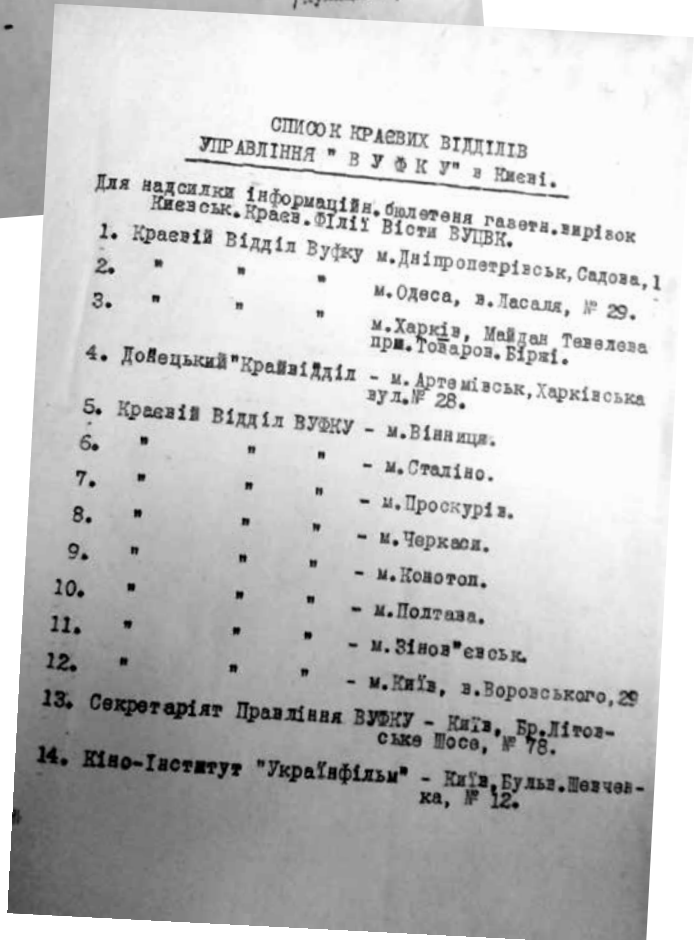 СПИСОК КРАЄВИХ ВІДДІЛІВ
УПРАВЛІННЯ " В У Ф К У" в Києві.
Для надсилки інформаційн.бюлетеня газетн.вирізок
Києвськ.Краєв.Філії Вісти ВУЦВК.
1. Краєвій Відділ Вуфку м.Дніпропетрівськ,Садова,1
2. " " " м.Одеса, в.Ласаля, № 29.
3. " " " м.Харків, Майдан Тевелева
прим.Товаров.Біржі.
4. Донецький "Крайвідділ - м. Артемівськ,Харківська
вул.№ 28.
5. Краєвій Відділ ВУФКУ - м.Вінниця.
6. " " " - м.Сталіно.
7. " " " - м.Проскурів.
8. " " " - м.Черкаси.
9. " " " - м.Конотоп.
10. " " " - м.Полтава.
11. " " " - м.Зінов"євськ.
12. " " " - м.Київ, в.Воровського,29
13. Секретаріят Правління ВУФКУ - Київ, Бр.Літов-
ське Шосе, № 78.
14. Кіно-Інститут "Українфільм" - Київ,Бульв.Шевчен-
ка, № 12.